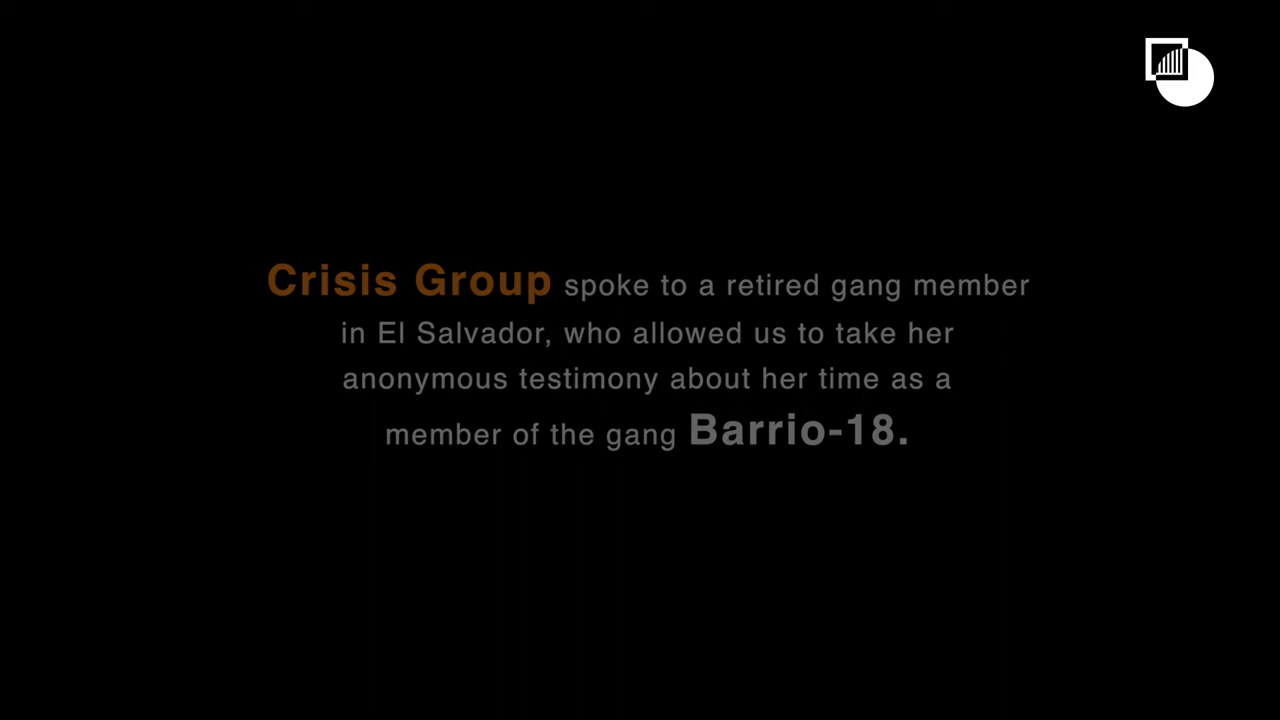 Crisis Group spoke to a retired gang member
in El Salvador, who allowed us to take her
anonymous testimony about her time as a
member of the gang Barrio-18.